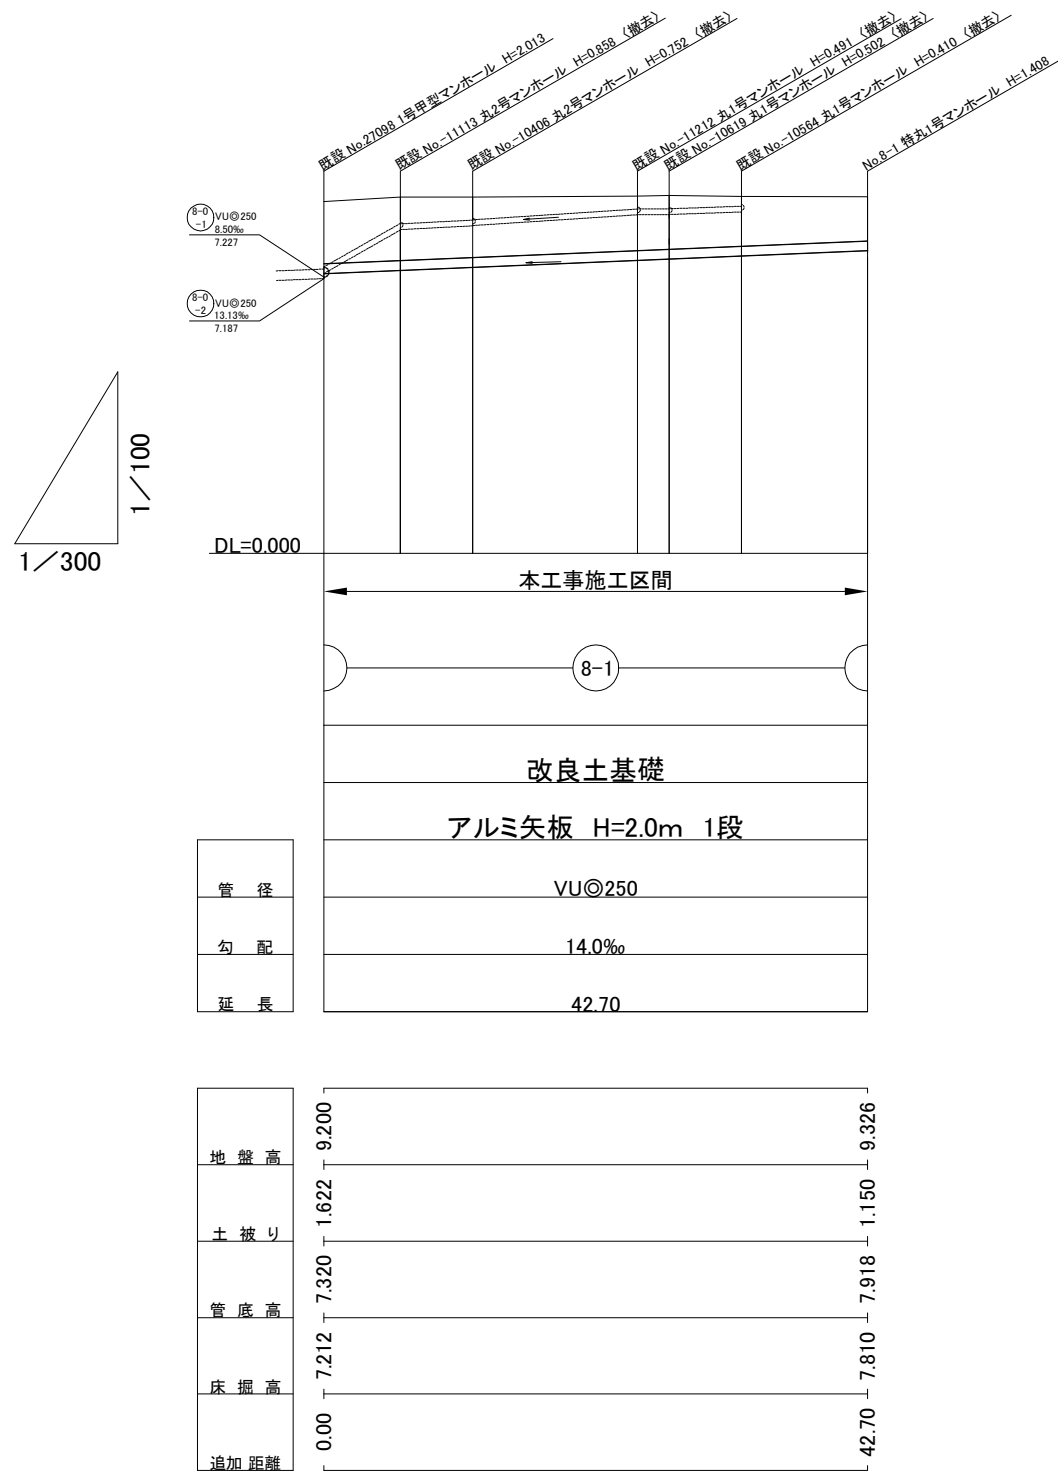 既設 No.27098 1号甲型マンホール H=2.013
既設 No.-11113 丸2号マンホール H=0.858 〈撤去〉
既設 No.-10406 丸2号マンホール H=0.752 〈撤去〉
既設 No.-11212 丸1号マンホール H=0.491 〈撤去〉
既設 No.-10619 丸1号マンホール H=0.502 〈撤去〉
既設 No.-10564 丸1号マンホール H=0.410 〈撤去〉
No.8-1 特丸1号マンホール H=1.408
8-0
-1
VU◎250
8.50‰
7.227
8-0
-2
VU◎250
13.13‰
7.187
1/100
1/300
DL=0.000
本工事施工区間
8-1
改良土基礎
アルミ矢板 H=2.0m 1段
管 径
VU◎250
勾 配
14.0‰
延 長
42.70
地 盤 高
9.200
9.326
土 被 り
1.622
1.150
管 底 高
7.320
7.918
床 掘 高
7.212
7.810
追加 距離
0.00
42.70